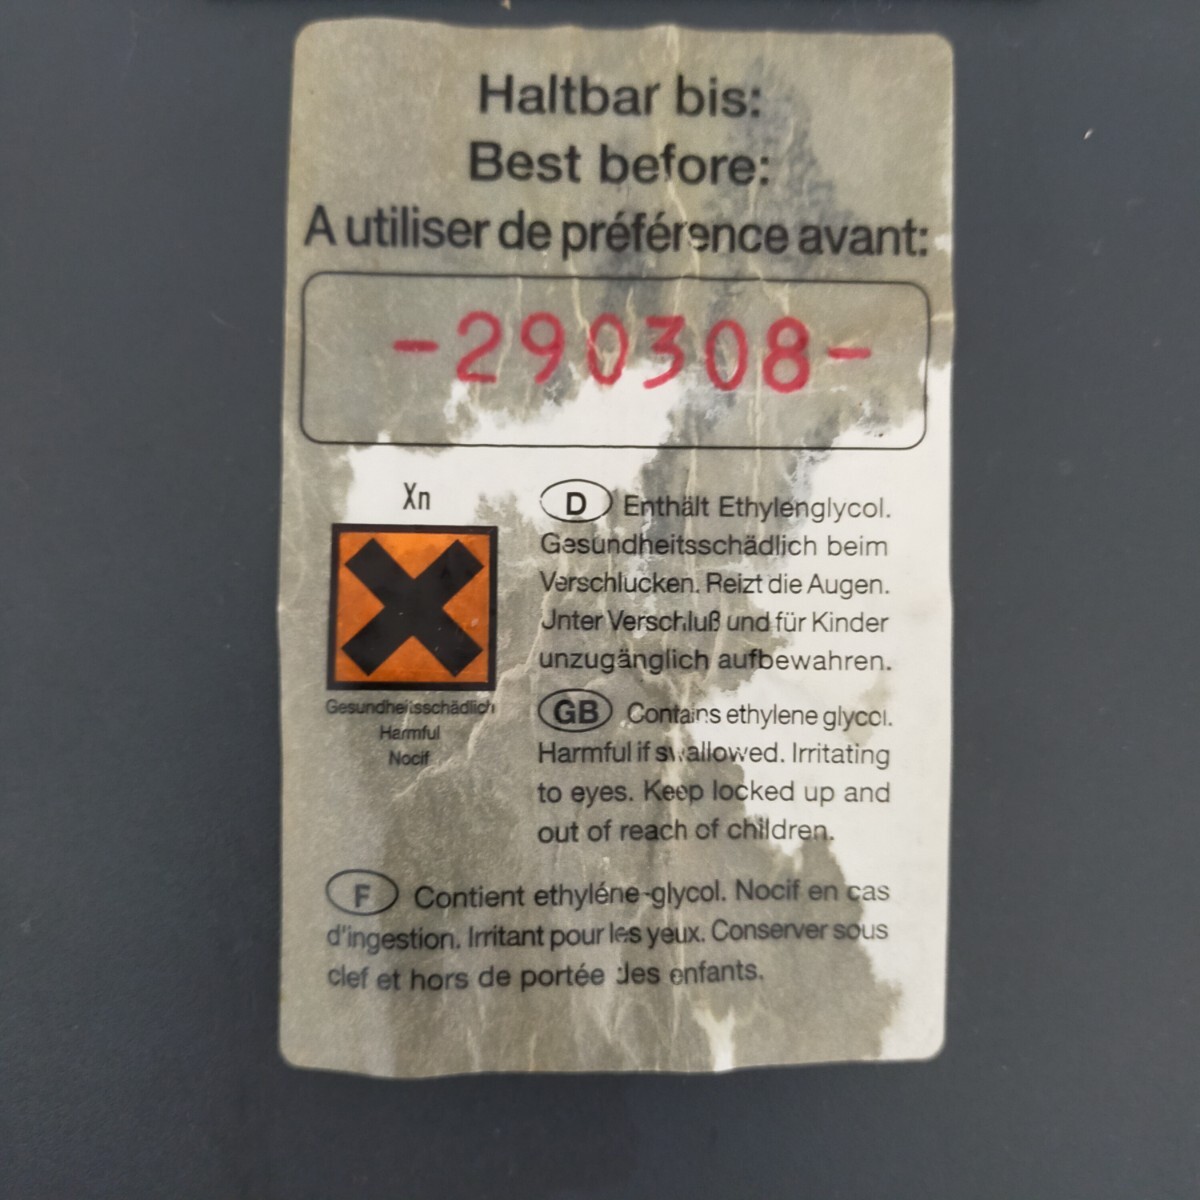 Haltbar bis:
Best before:
A utiliser de préférence avant:
-290308-
Xn
Gesundheitsschädlich
Harmful
Nocif
D Enthält Ethylenglycol.
Gesundheitsschädlich beim
Verschlucken. Reizt die Augen.
Unter Verschluß und für Kinder
unzugänglich aufbewahren.
GB Contains ethylene glycol.
Harmful if swallowed. Irritating
to eyes. Keep locked up and
out of reach of children.
F Contient ethyléne-glycol. Nocif en cas
d'ingestion. Irritant pour les yeux. Conserver sous
clef et hors de portée des enfants.